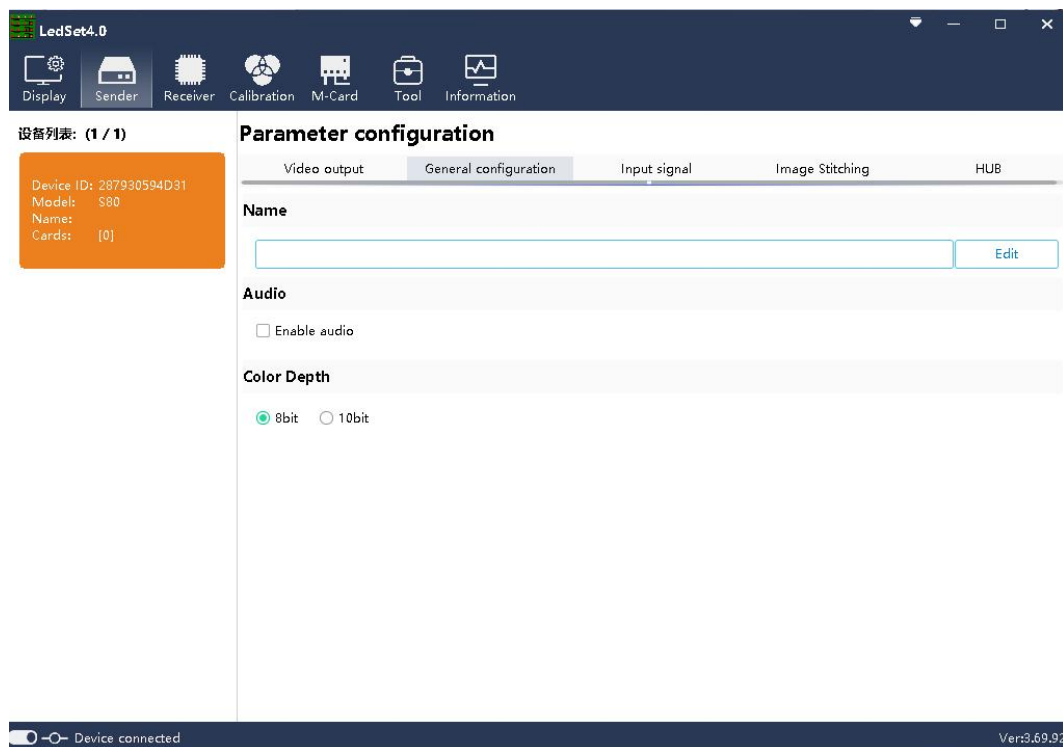 LedSet4.0
Display Sender Receiver Calibration M-Card Tool Information
设备列表: (1 / 1)
Device ID: 287930594D31
Model: S80
Name:
Cards: [0]
Parameter configuration
Video output General configuration Input signal Image Stitching HUB
Name
Edit
Audio
Enable audio
Color Depth
8bit 10bit
Device connected
Ver:3.69.92